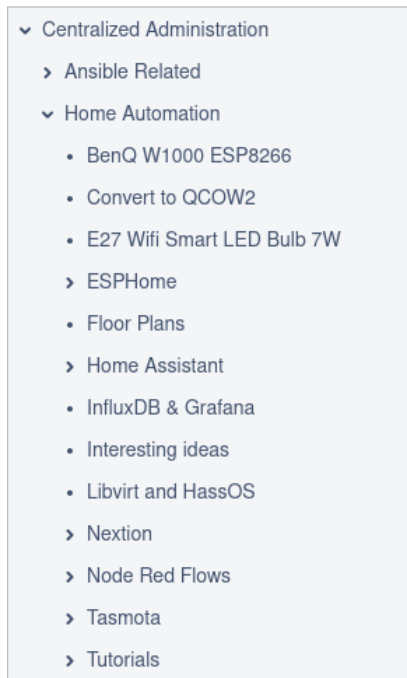 Centralized Administration
Ansible Related
Home Automation
BenQ W1000 ESP8266
Convert to QCOW2
E27 Wifi Smart LED Bulb 7W
ESPHome
Floor Plans
Home Assistant
InfluxDB & Grafana
Interesting ideas
Libvirt and HassOS
Nextion
Node Red Flows
Tasmota
Tutorials